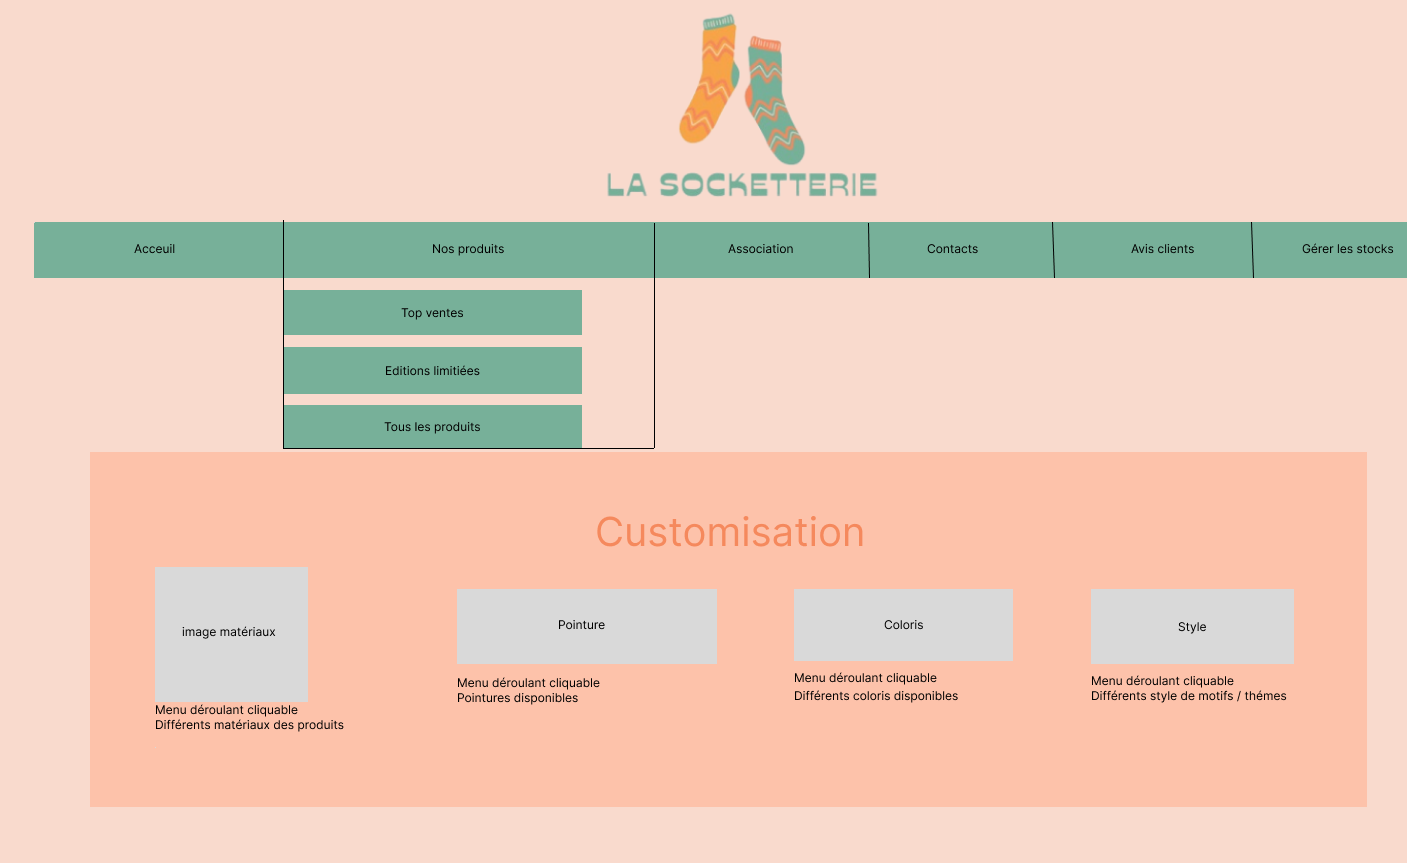 LA SOCKETTERIE
Acceuil
Nos produits
Association
Contacts
Avis clients
Gérer les stocks
Top ventes
Editions limitiées
Tous les produits
Customisation
image matériaux
Menu déroulant cliquable
Différents matériaux des produits
Pointure
Menu déroulant cliquable
Pointures disponibles
Coloris
Menu déroulant cliquable
Différents coloris disponibles
Style
Menu déroulant cliquable
Différents style de motifs / thémes